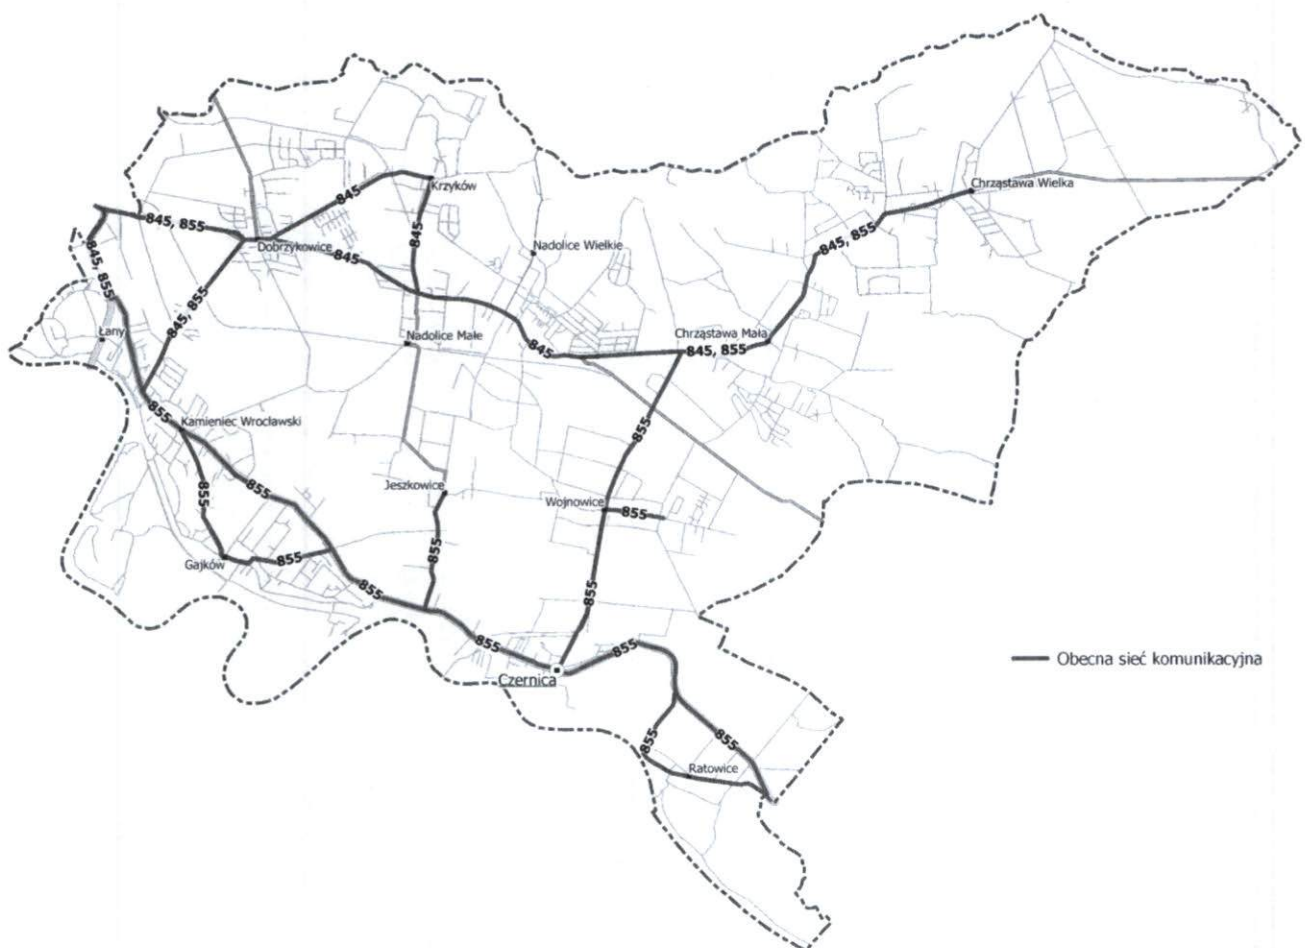 Krzyków
845
Chrząstawa Wielka
845, 855
845
845, 855
Dobrzykowice
845
Nadolice Wielkie
845, 855
845, 855
845, 855
Łany
Nadolice Małe
845
Chrząstawa Mała
845, 855
855
Kamieniec Wrocławski
855
855
855
Jeszkowice
Wojnowice
855
Gajków
855
855
855
855
855
855
Czernica
Obecna sieć komunikacyjna
855
855
Ratowice